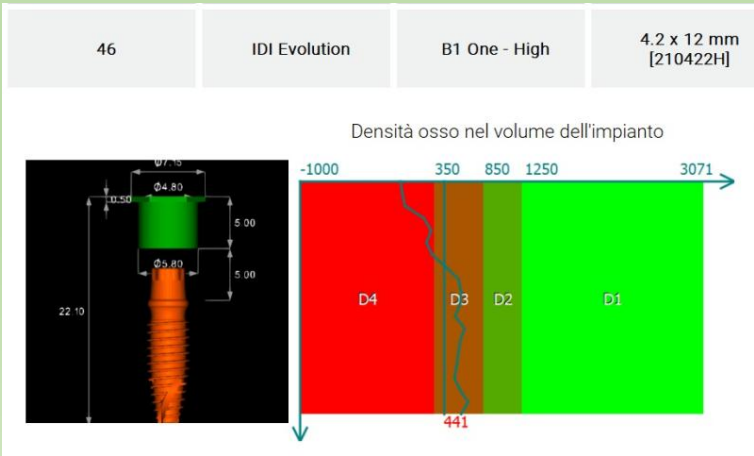 46
IDI Evolution
B1 One - High
4.2 x 12 mm
[210422H]
Densità osso nel volume dell'impianto
-1000
350
850
1250
3071
Ø7.15
Ø4.80
0.50
5.00
Ø5.80
5.00
22.10
D4
D3
D2
D1
441